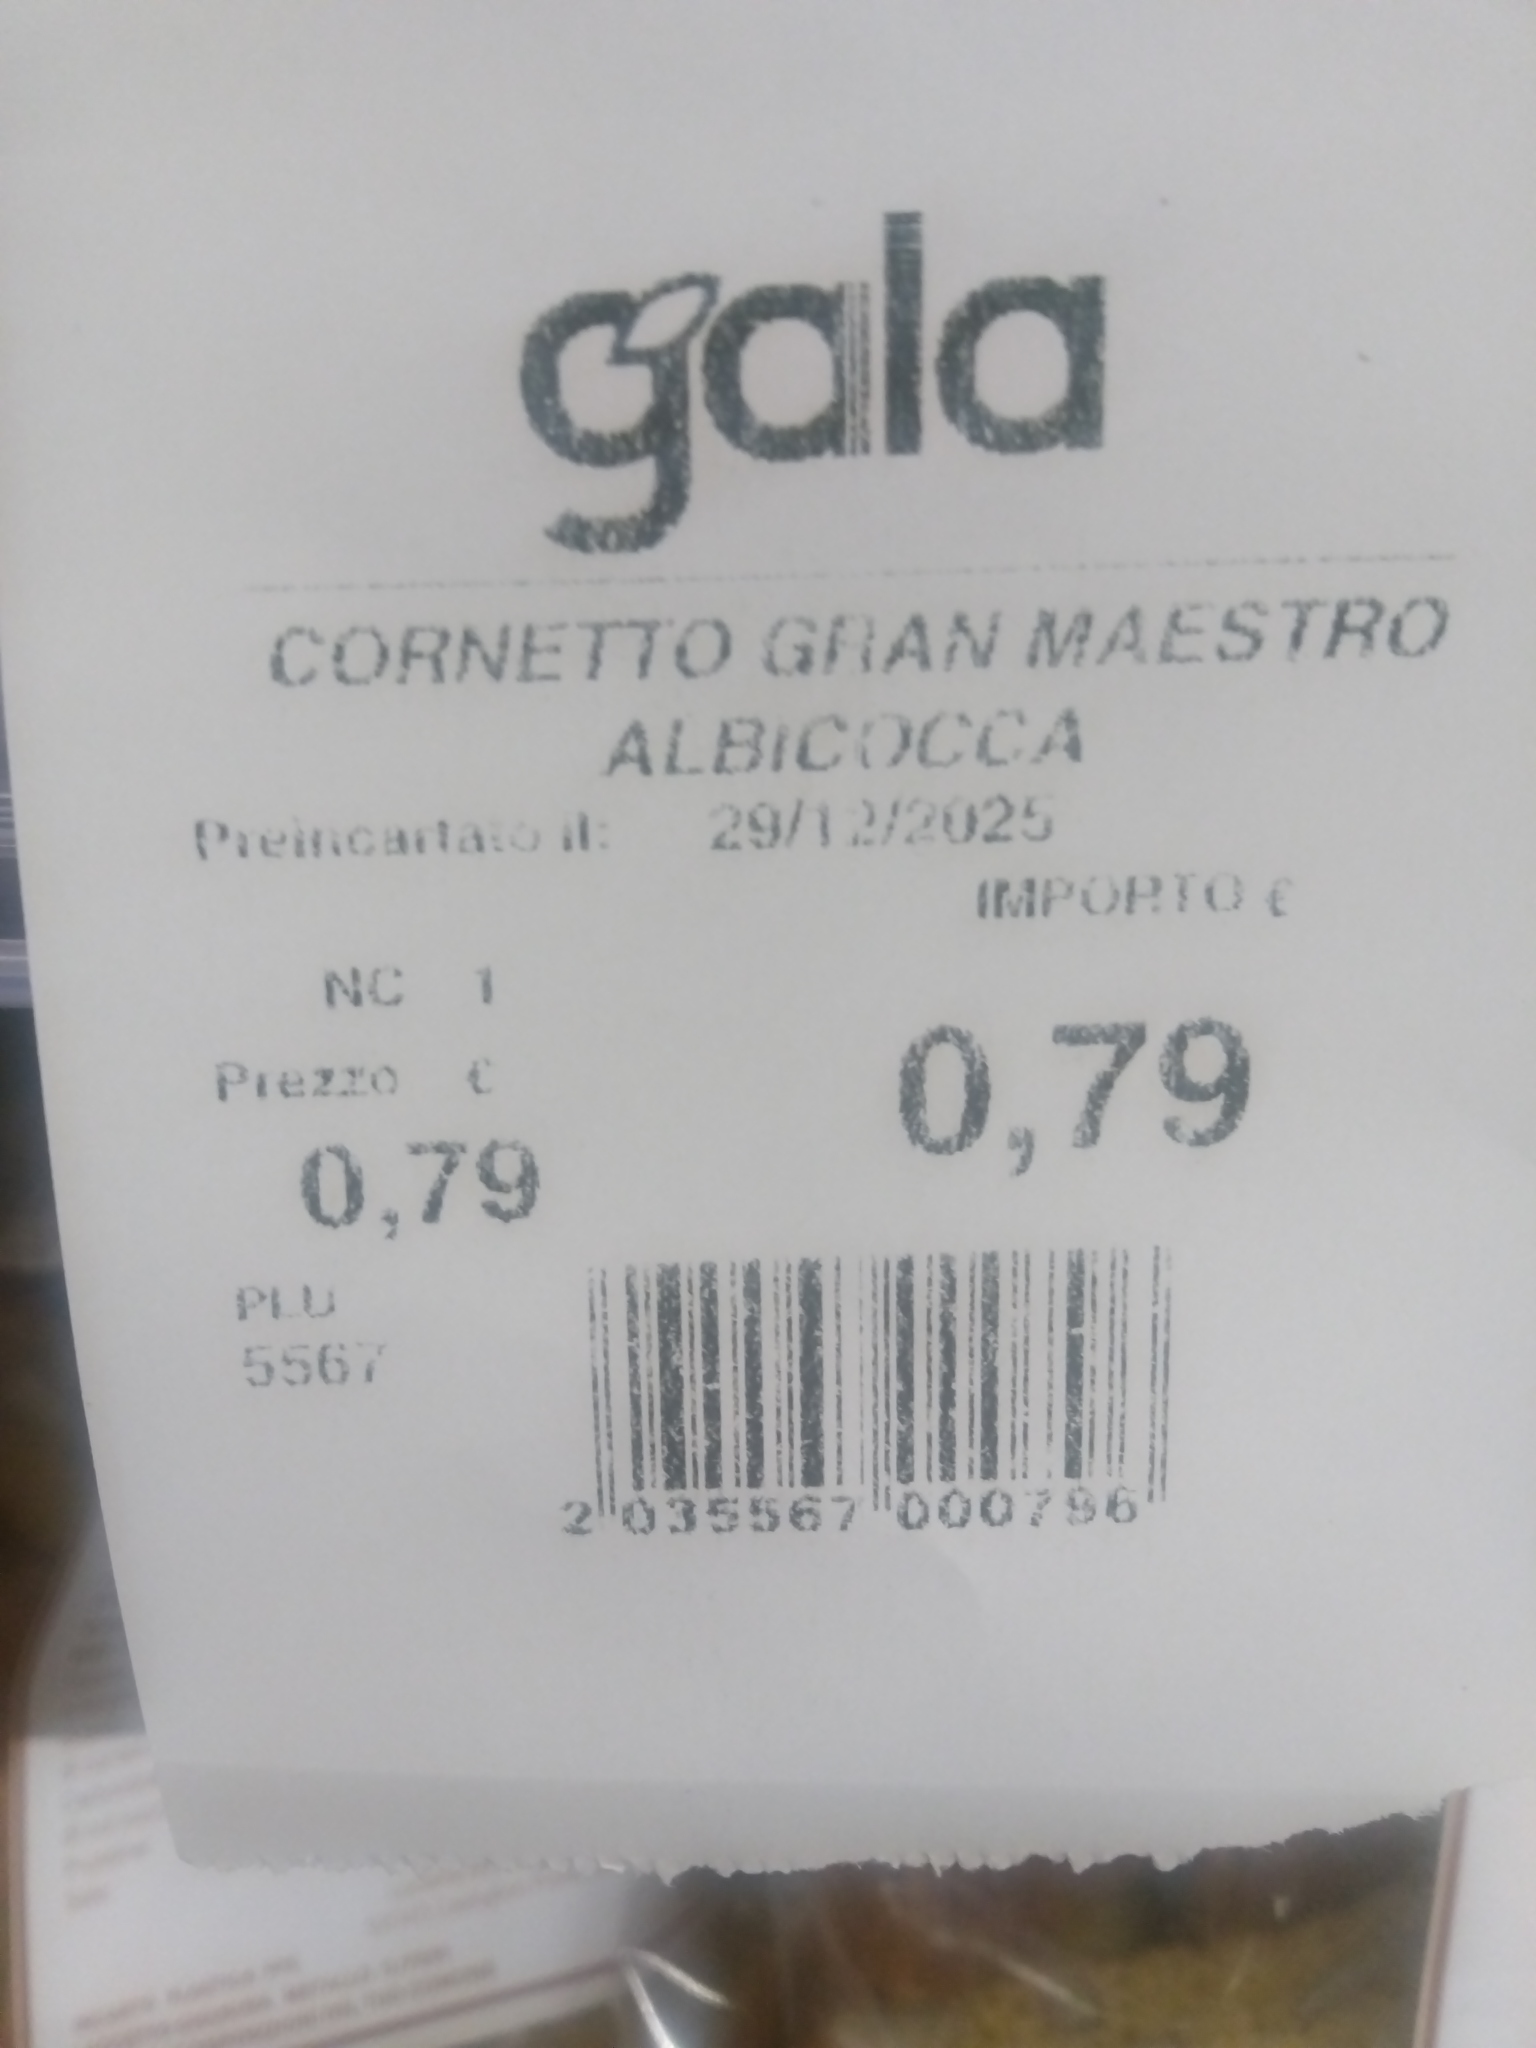 gala
CORNETTO GRAN MAESTRO
ALBICOCCA
Preincartato il: 29/12/2025
IMPORTO €
NC 1
Prezzo €
0,79
0,79
PLU
5567
2 035567 000796